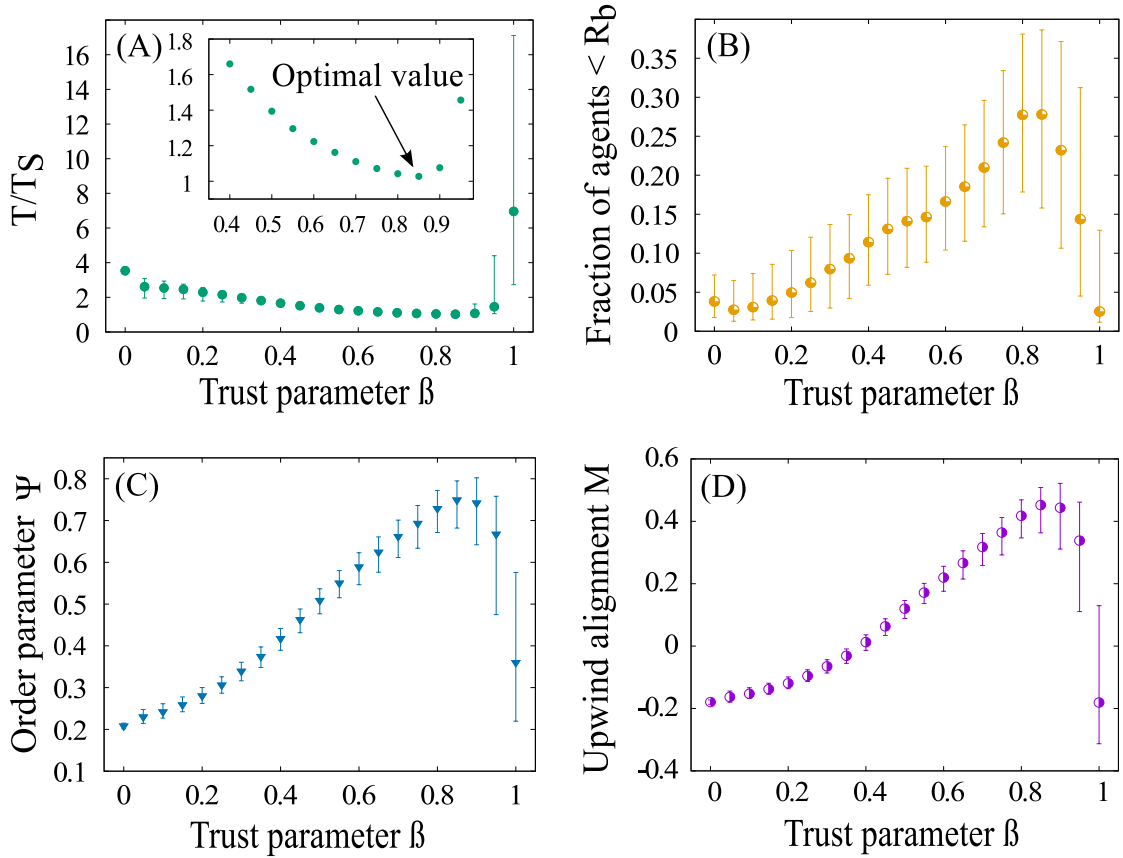 (A)
T/TS
16
14
12
10
8
6
4
2
0
0 0.2 0.4 0.6 0.8 1
Trust parameter ß
1.8
1.6
1.4
1.2
1
0.4 0.5 0.6 0.7 0.8 0.9
Optimal value
(B)
Fraction of agents < Rb
0.35
0.30
0.25
0.20
0.15
0.10
0.05
0
0 0.2 0.4 0.6 0.8 1
Trust parameter ß
(C)
Order parameter Ψ
0.8
0.7
0.6
0.5
0.4
0.3
0.2
0.1
0 0.2 0.4 0.6 0.8 1
Trust parameter ß
(D)
Upwind alignment M
0.6
0.4
0.2
0
-0.2
-0.4
0 0.2 0.4 0.6 0.8 1
Trust parameter ß